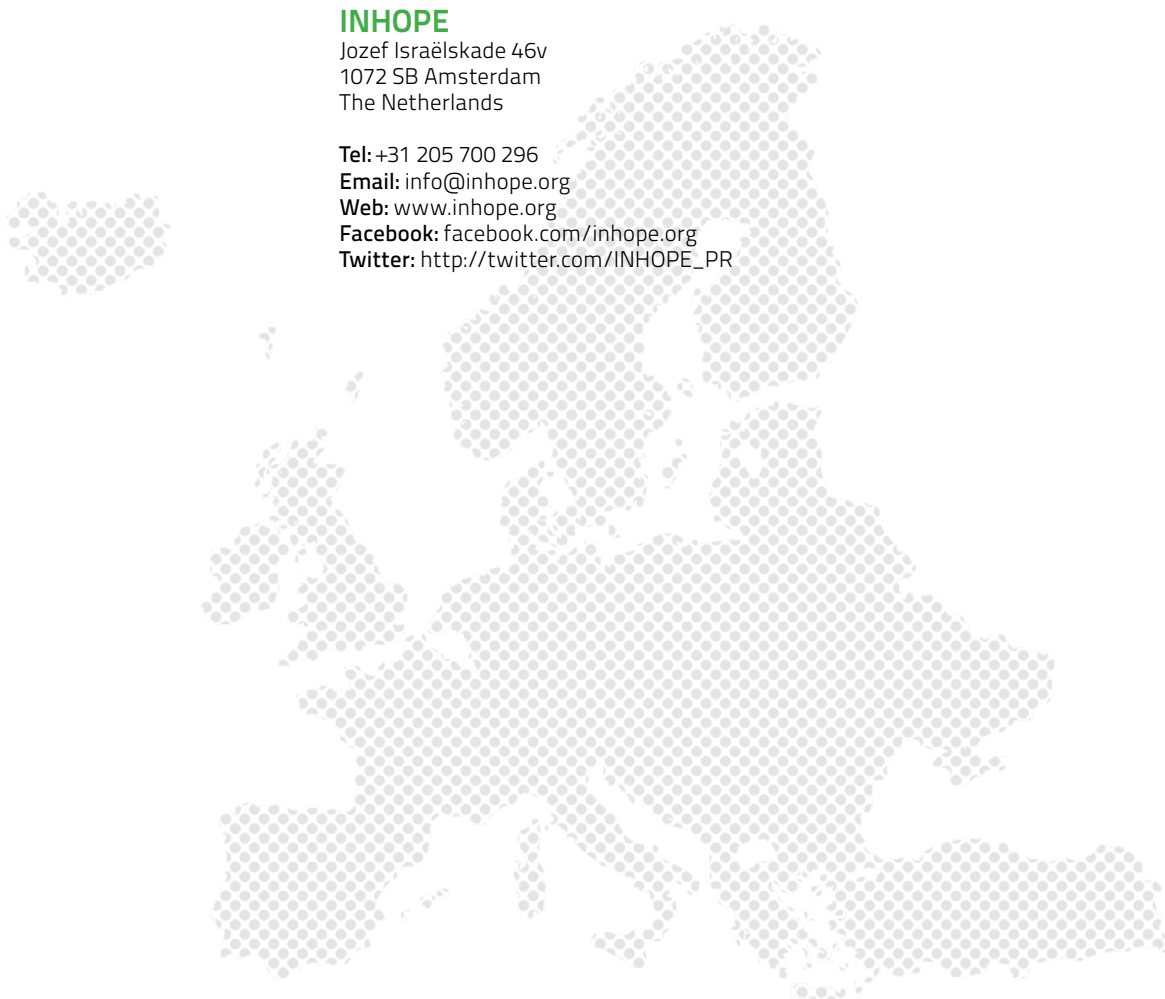 INHOPE
Jozef Israëlskade 46v
1072 SB Amsterdam
The Netherlands
Tel: +31 205 700 296
Email: info@inhope.org
Web: www.inhope.org
Facebook: facebook.com/inhope.org
Twitter: http://twitter.com/INHOPE_PR